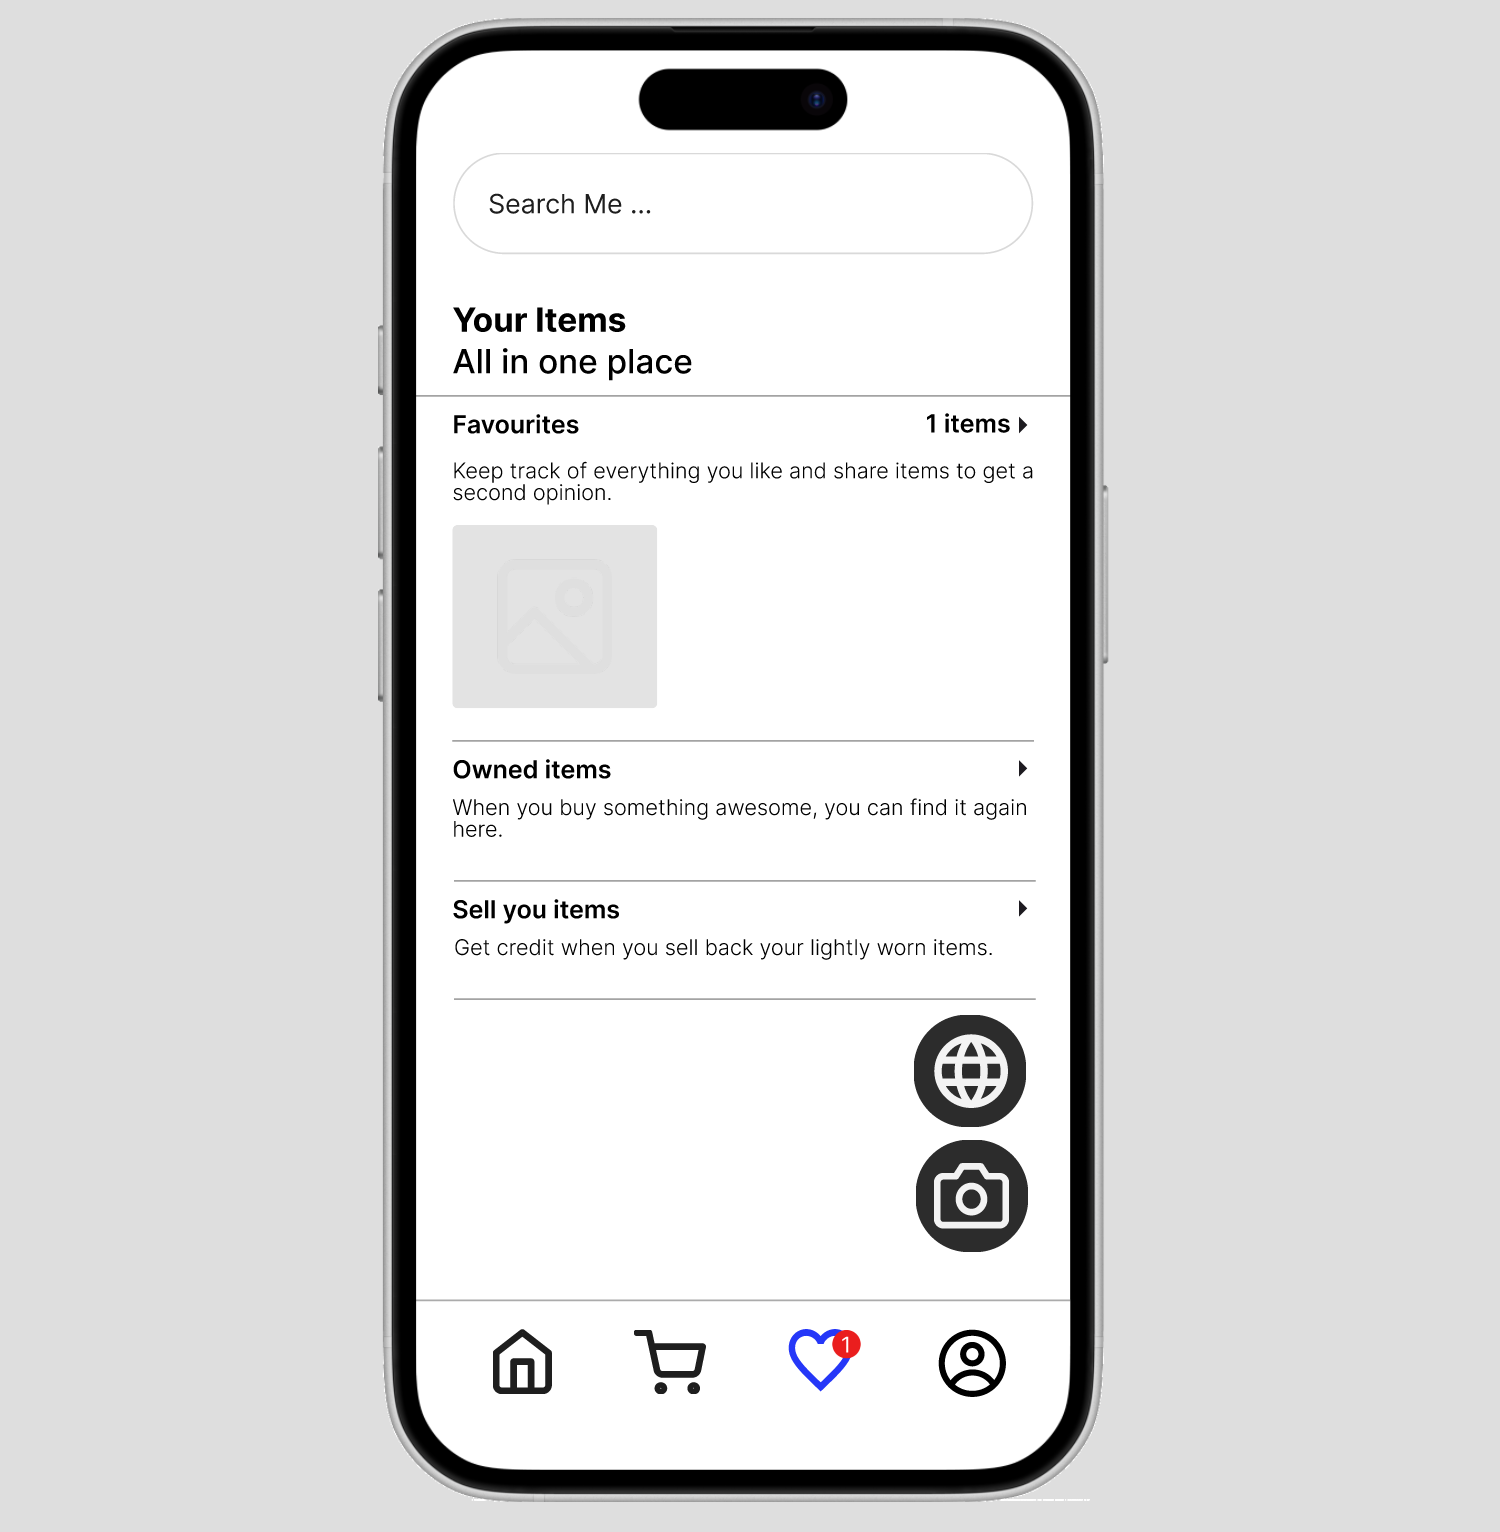 Search Me ...
Your Items
All in one place
Favourites
1 items
Keep track of everything you like and share items to get a
second opinion.
Owned items
When you buy something awesome, you can find it again
here.
Sell you items
Get credit when you sell back your lightly worn items.
1